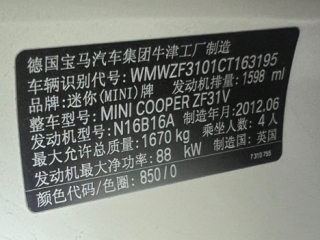 德国宝马汽车集团牛津工厂制造
车辆识别代号: WMWZF3101CT163195
品牌: 迷你(MINI)牌 发动机排量: 1598 ml
整车型号: MINI COOPER ZF31V
发动机型号: N16B16A 制造年月: 2012.06
最大允许总质量: 1670 kg 乘坐人数: 4人
发动机最大净功率: 88 kW 制造国: 英国
颜色代码/色圈: 850/0